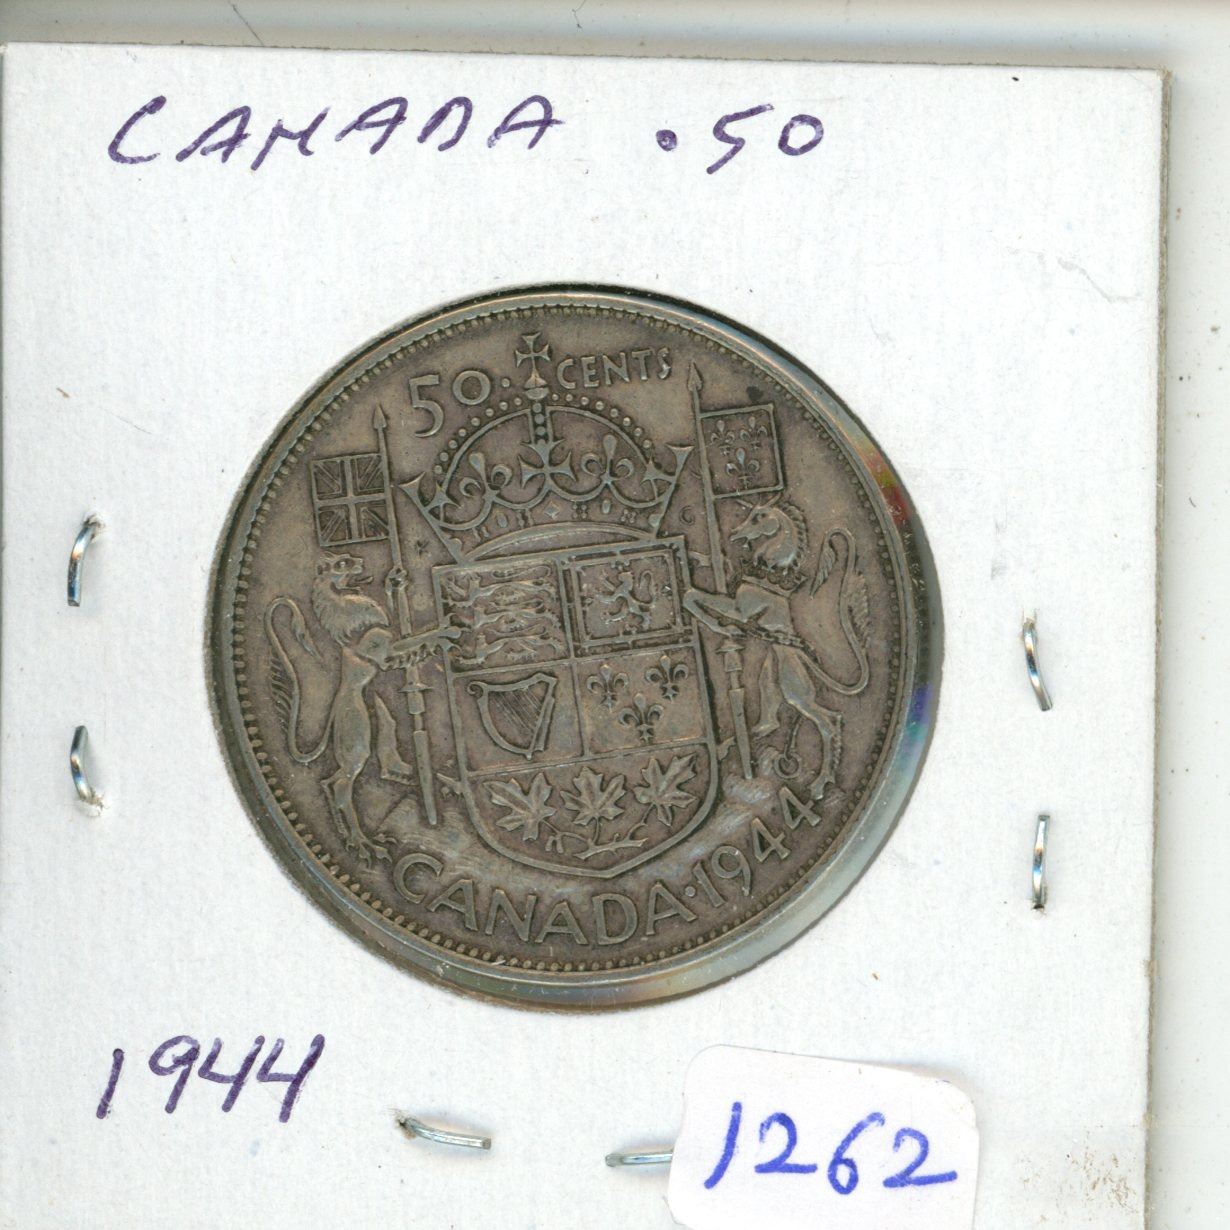 CANADA .50
50 · CENTS
CANADA · 1944
1944
1262